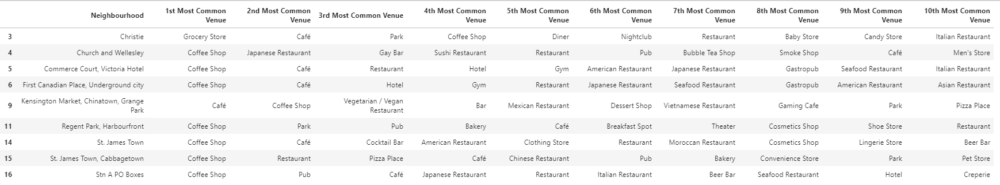 Neighbourhood 1st Most Common Venue 2nd Most Common Venue 3rd Most Common Venue 4th Most Common Venue 5th Most Common Venue 6th Most Common Venue 7th Most Common Venue 8th Most Common Venue 9th Most Common Venue 10th Most Common Venue
3 Christie Grocery Store Café Park Coffee Shop Diner Nightclub Restaurant Baby Store Candy Store Italian Restaurant
4 Church and Wellesley Coffee Shop Japanese Restaurant Gay Bar Sushi Restaurant Restaurant Pub Bubble Tea Shop Smoke Shop Café Men's Store
5 Commerce Court, Victoria Hotel Coffee Shop Café Restaurant Hotel Gym American Restaurant Japanese Restaurant Gastropub Seafood Restaurant Italian Restaurant
6 First Canadian Place, Underground city Coffee Shop Café Hotel Gym Restaurant Japanese Restaurant Seafood Restaurant Gastropub American Restaurant Asian Restaurant
9 Kensington Market, Chinatown, Grange Park Café Coffee Shop Vegetarian / Vegan Restaurant Bar Mexican Restaurant Dessert Shop Vietnamese Restaurant Gaming Cafe Park Pizza Place
11 Regent Park, Harbourfront Coffee Shop Park Pub Bakery Café Breakfast Spot Theater Cosmetics Shop Shoe Store Restaurant
14 St. James Town Coffee Shop Café Cocktail Bar American Restaurant Clothing Store Restaurant Moroccan Restaurant Cosmetics Shop Lingerie Store Beer Bar
15 St. James Town, Cabbagetown Coffee Shop Restaurant Pizza Place Café Chinese Restaurant Pub Bakery Convenience Store Park Pet Store
16 Stn A PO Boxes Coffee Shop Pub Café Japanese Restaurant Restaurant Italian Restaurant Beer Bar Seafood Restaurant Hotel Creperie